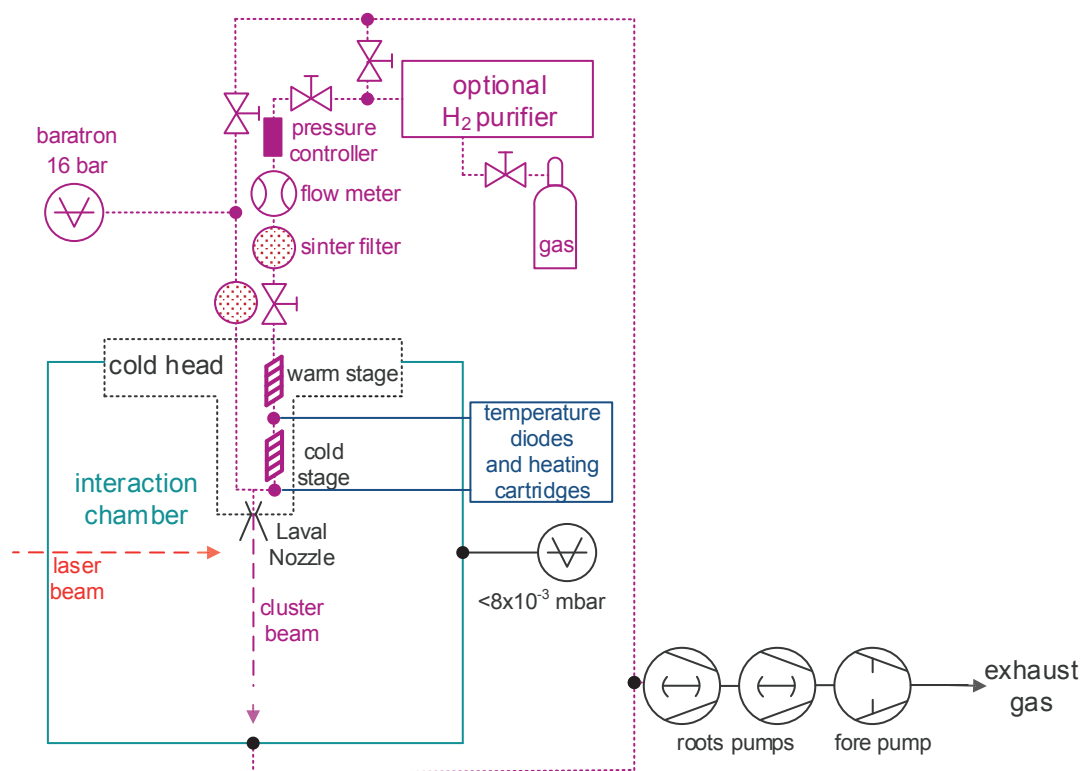 optional
H₂ purifier
baratron
16 bar
pressure
controller
flow meter
gas
sinter filter
cold head
warm stage
temperature
diodes
and heating
cartridges
cold
stage
interaction
chamber
Laval
Nozzle
laser
beam
<8x10⁻³ mbar
cluster
beam
exhaust
gas
roots pumps
fore pump